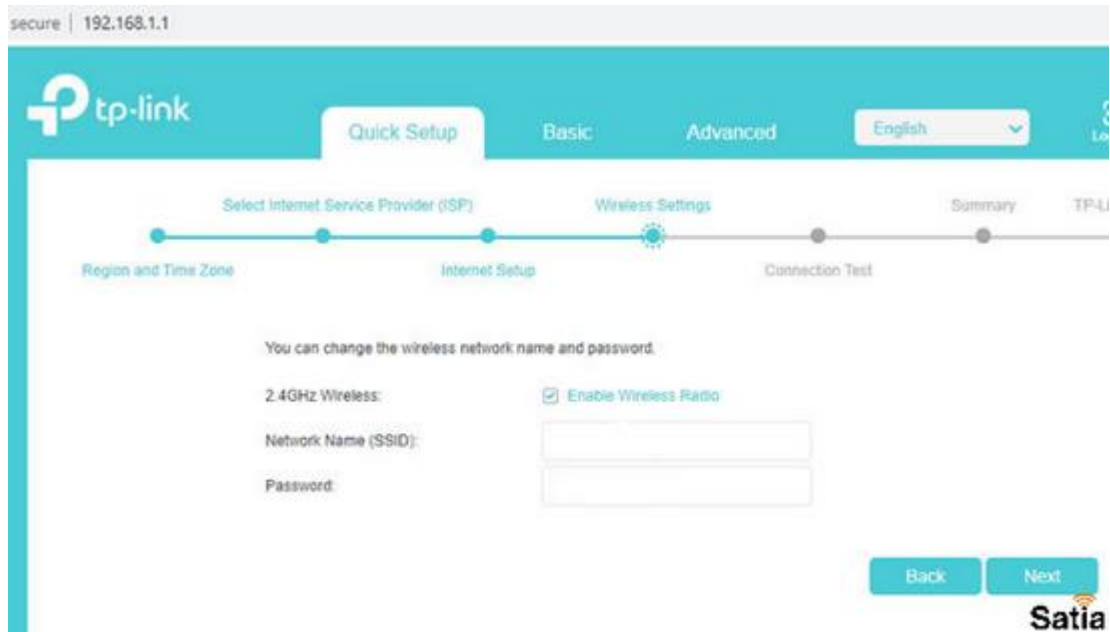 secure | 192.168.1.1
tp-link
Quick Setup Basic Advanced English
Select Internet Service Provider (ISP) Wireless Settings Summary
Region and Time Zone Internet Setup Connection Test
You can change the wireless network name and password.
2.4GHz Wireless: Enable Wireless Radio
Network Name (SSID):
Password:
Back Next
Satia